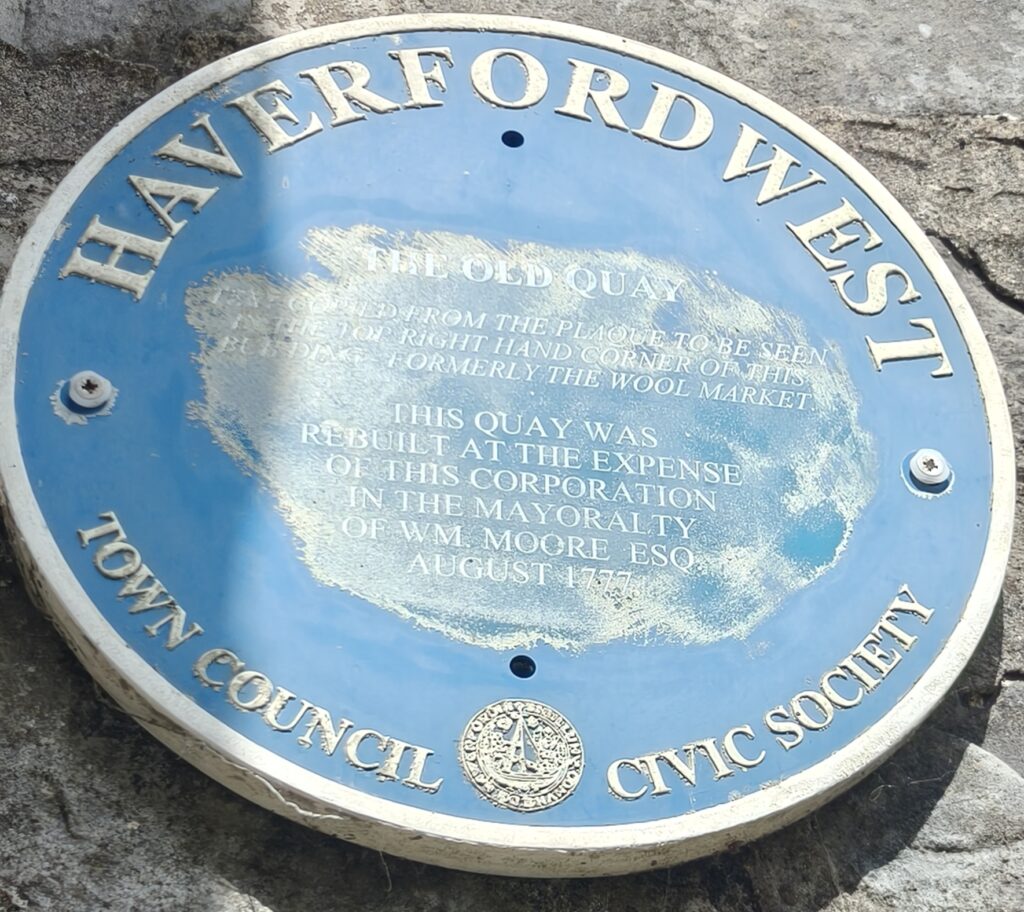 HAVERFORDWEST
THE OLD QUAY
FROM THE PLAQUE TO BE SEEN
IN THE TOP RIGHT HAND CORNER OF THIS
BUILDING FORMERLY THE WOOL MARKET
THIS QUAY WAS
REBUILT AT THE EXPENSE
OF THIS CORPORATION
IN THE MAYORALTY
OF WM. MOORE ESQ
AUGUST 1777
TOWN COUNCIL
CIVIC SOCIETY